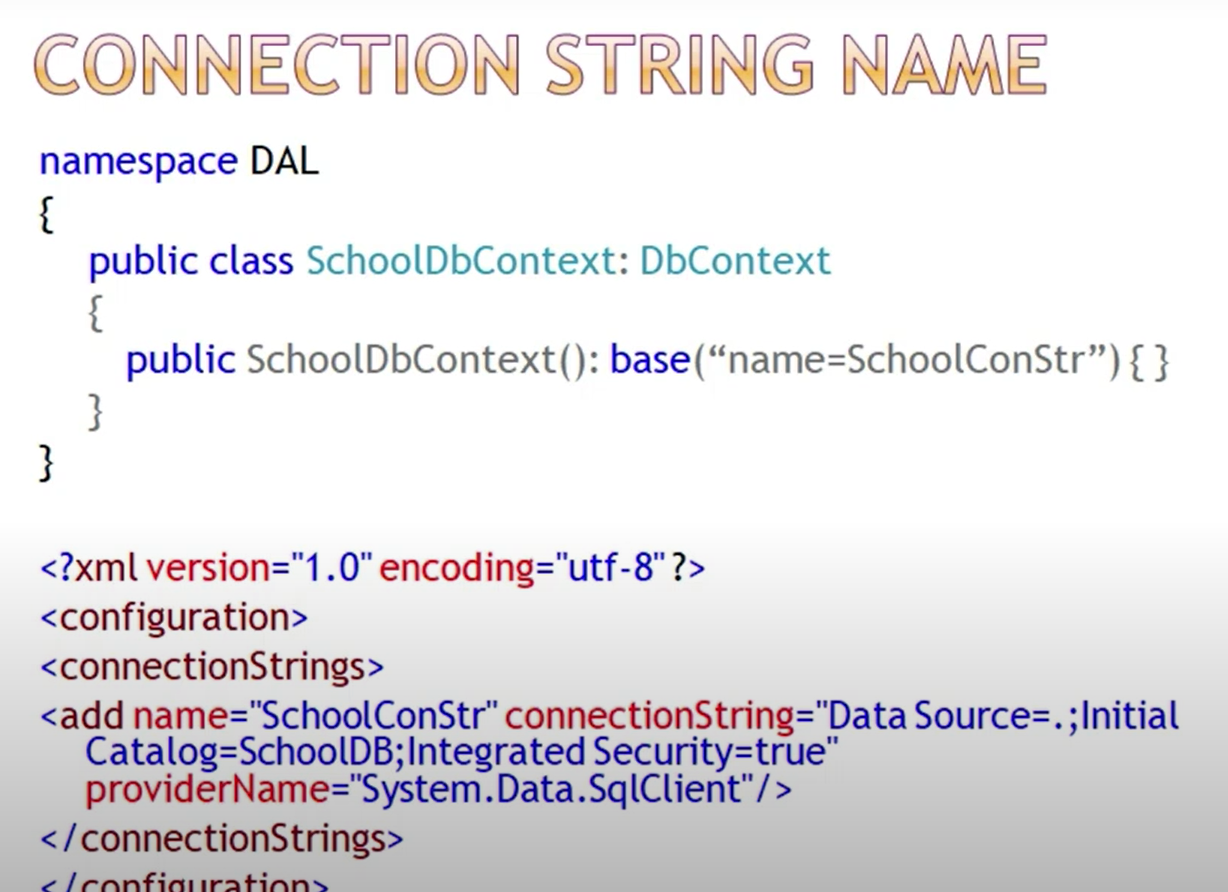 CONNECTION STRING NAME
namespace DAL
{
public class SchoolDbContext: DbContext
{
public SchoolDbContext(): base(“name=SchoolConStr”) { }
}
}
<?xml version="1.0" encoding="utf-8" ?>
<configuration>
<connectionStrings>
<add name="SchoolConStr" connectionString="Data Source=.;Initial
Catalog=SchoolDB;Integrated Security=true"
providerName="System.Data.SqlClient"/>
</connectionStrings>
</configuration>